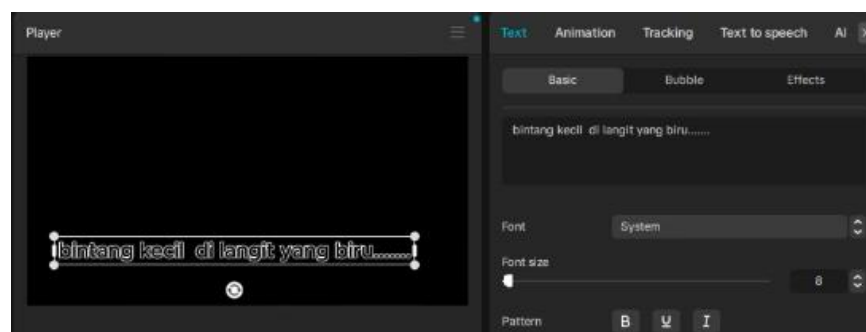 Player
Text Animation Tracking Text to speech AI
Basic Bubble Effects
bintang kecil  di langit yang biru.......
bintang kecil  di langit yang biru.......
Font System
Font size 8
Pattern B U I